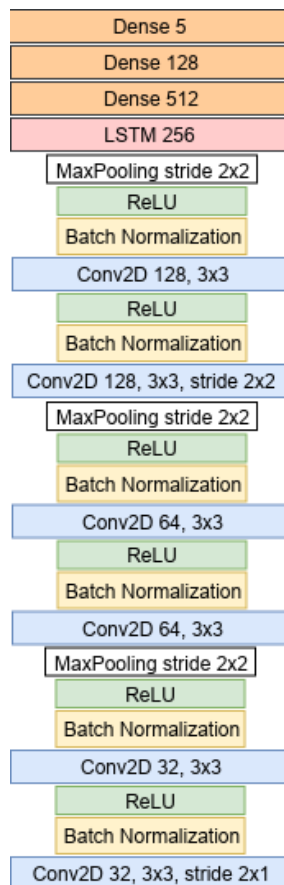 Dense 5
Dense 128
Dense 512
LSTM 256
MaxPooling stride 2x2
ReLU
Batch Normalization
Conv2D 128, 3x3
ReLU
Batch Normalization
Conv2D 128, 3x3, stride 2x2
MaxPooling stride 2x2
ReLU
Batch Normalization
Conv2D 64, 3x3
ReLU
Batch Normalization
Conv2D 64, 3x3
MaxPooling stride 2x2
ReLU
Batch Normalization
Conv2D 32, 3x3
ReLU
Batch Normalization
Conv2D 32, 3x3, stride 2x1